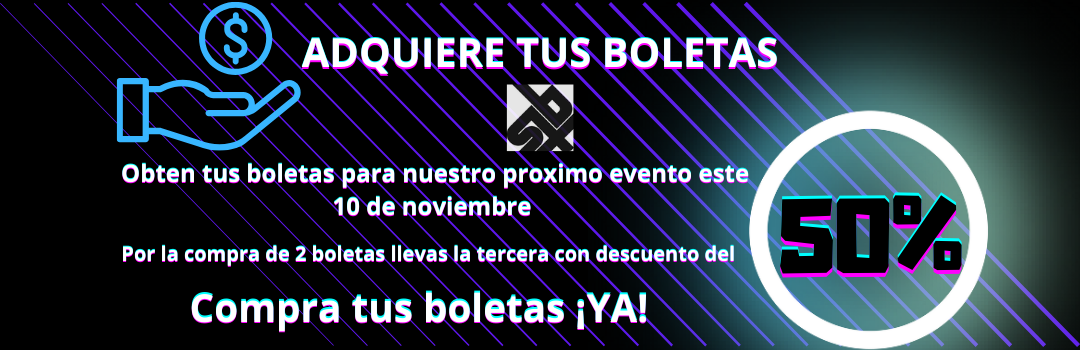 $
ADQUIERE TUS BOLETAS
Obten tus boletas para nuestro proximo evento este
10 de noviembre
Por la compra de 2 boletas llevas la tercera con descuento del
50%
Compra tus boletas ¡YA!